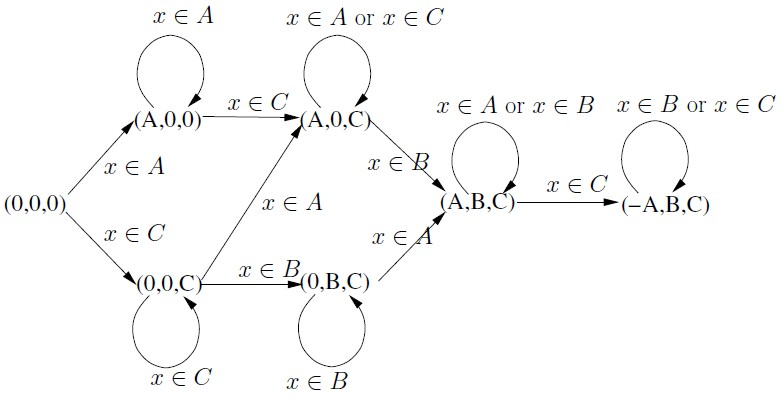 x ∈ A
x ∈ A or x ∈ C
x ∈ A or x ∈ B
x ∈ B or x ∈ C
(A,0,0)
x ∈ C
(A,0,C)
x ∈ A
x ∈ B
x ∈ C
(0,0,0)
(A,B,C)
(−A,B,C)
x ∈ C
x ∈ A
x ∈ A
(0,0,C)
x ∈ B
(0,B,C)
x ∈ C
x ∈ B